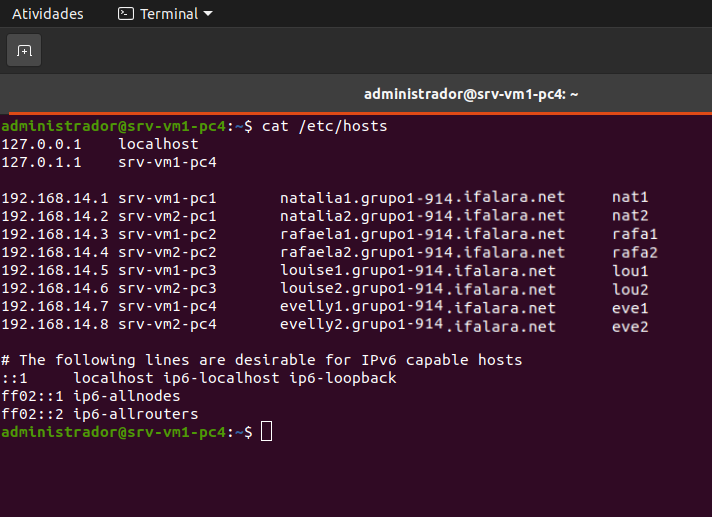 Atividades Terminal
administrador@srv-vm1-pc4: ~
administrador@srv-vm1-pc4:~$ cat /etc/hosts
127.0.0.1 localhost
127.0.1.1 srv-vm1-pc4
192.168.14.1 srv-vm1-pc1 natalia1.grupo1-914.ifalara.net nat1
192.168.14.2 srv-vm2-pc1 natalia2.grupo1-914.ifalara.net nat2
192.168.14.3 srv-vm1-pc2 rafaela1.grupo1-914.ifalara.net rafa1
192.168.14.4 srv-vm2-pc2 rafaela2.grupo1-914.ifalara.net rafa2
192.168.14.5 srv-vm1-pc3 louise1.grupo1-914.ifalara.net lou1
192.168.14.6 srv-vm2-pc3 louise2.grupo1-914.ifalara.net lou2
192.168.14.7 srv-vm1-pc4 evelly1.grupo1-914.ifalara.net eve1
192.168.14.8 srv-vm2-pc4 evelly2.grupo1-914.ifalara.net eve2
# The following lines are desirable for IPv6 capable hosts
::1 localhost ip6-localhost ip6-loopback
ff02::1 ip6-allnodes
ff02::2 ip6-allrouters
administrador@srv-vm1-pc4:~$